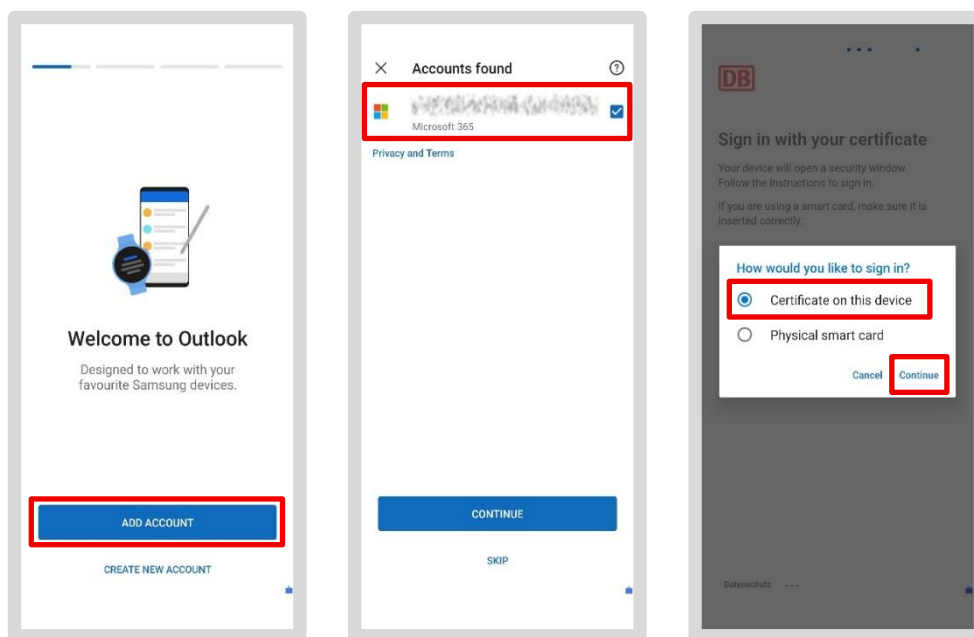 Welcome to Outlook
Designed to work with your
favourite Samsung devices.
ADD ACCOUNT
CREATE NEW ACCOUNT
Accounts found
?
Microsoft 365
Privacy and Terms
CONTINUE
SKIP
DB
Sign in with your certificate
Your device will open a security window.
Follow the instructions to sign in.
If you are using a smart card, make sure it is
inserted correctly.
How would you like to sign in?
Certificate on this device
Physical smart card
Cancel Continue
Datenschutz ...